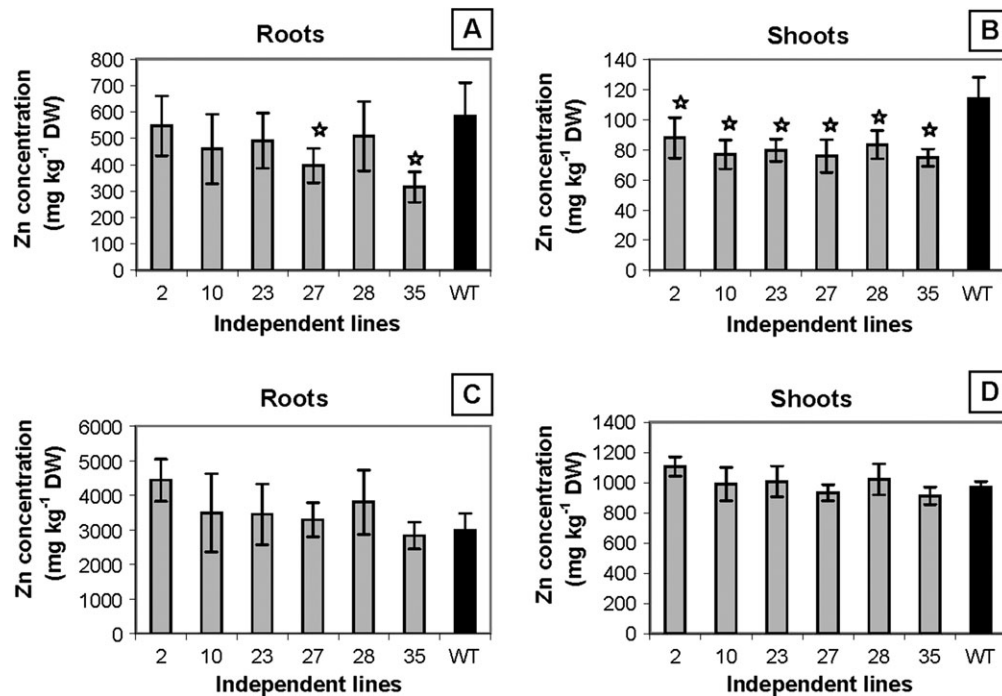 Roots
A
Zn concentration
(mg kg⁻¹ DW)
800
700
600
500
400
300
200
100
0
2 10 23 27 28 35 WT
Independent lines
Shoots
B
Zn concentration
(mg kg⁻¹ DW)
140
120
100
80
60
40
20
0
2 10 23 27 28 35 WT
Independent lines
Roots
C
Zn concentration
(mg kg⁻¹ DW)
6000
5000
4000
3000
2000
1000
0
2 10 23 27 28 35 WT
Independent lines
Shoots
D
Zn concentration
(mg kg⁻¹ DW)
1400
1200
1000
800
600
400
200
0
2 10 23 27 28 35 WT
Independent lines